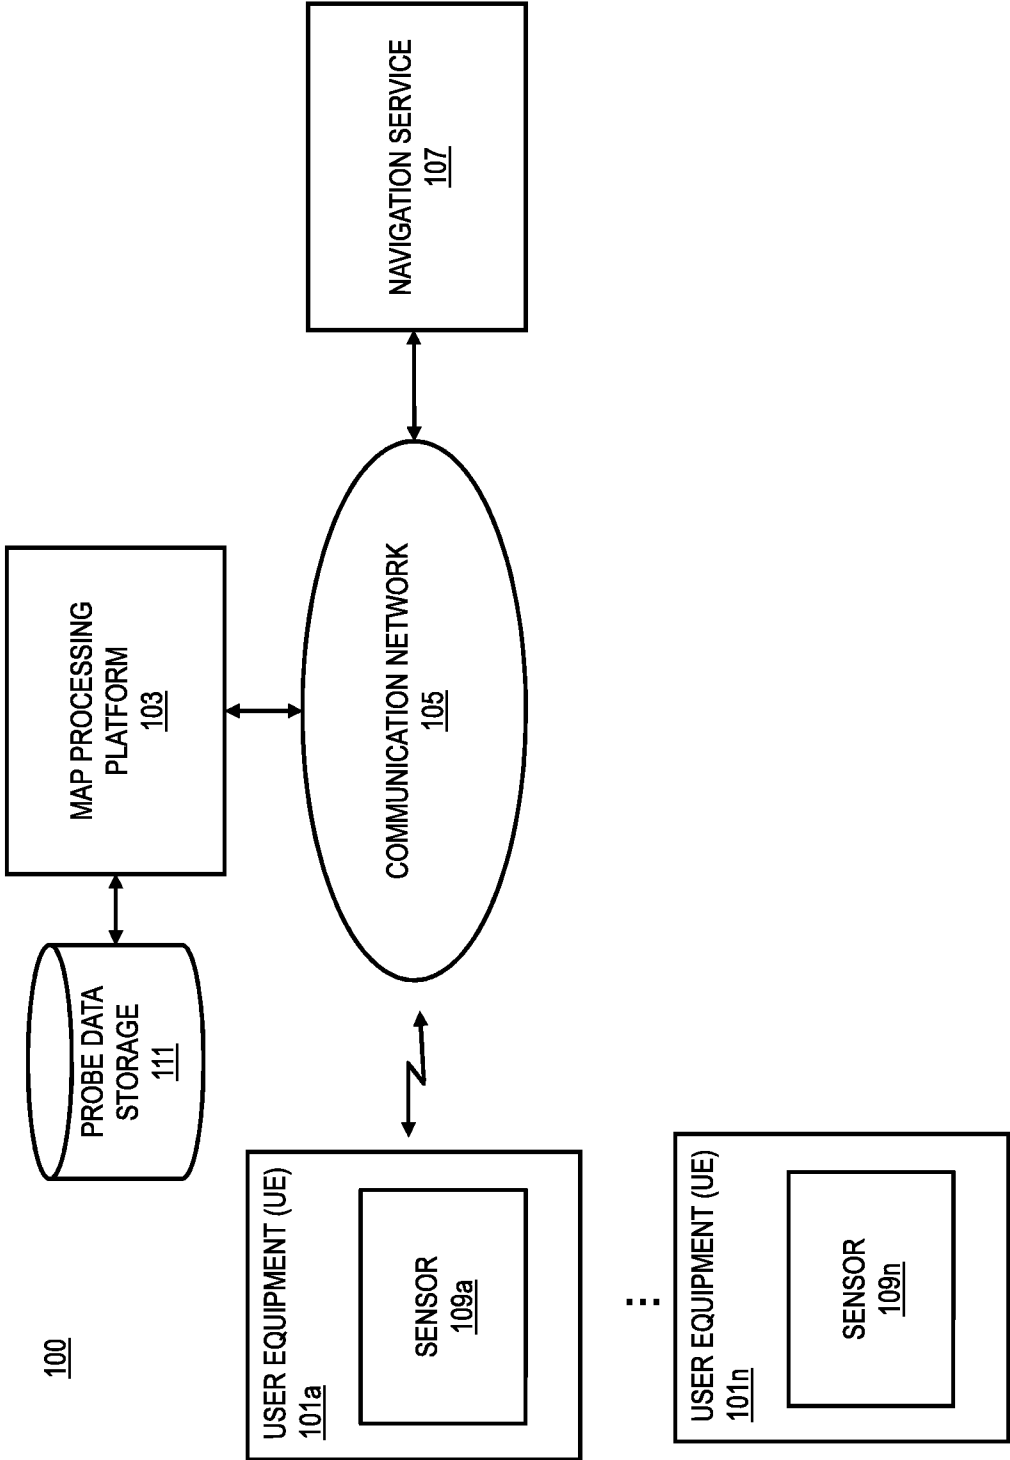 100
PROBE DATA
STORAGE
111
MAP PROCESSING
PLATFORM
103
USER EQUIPMENT (UE)
101a
SENSOR
109a
COMMUNICATION NETWORK
105
NAVIGATION SERVICE
107
...
USER EQUIPMENT (UE)
101n
SENSOR
109n